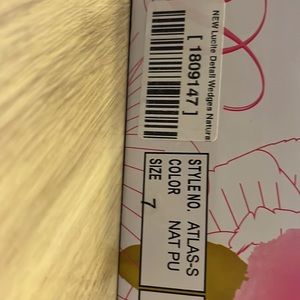 NEW Lucite Detail Wedges Natura
[ 1809147 ]
STYLE NO. ATLAS-S
COLOR NAT PU
SIZE 7